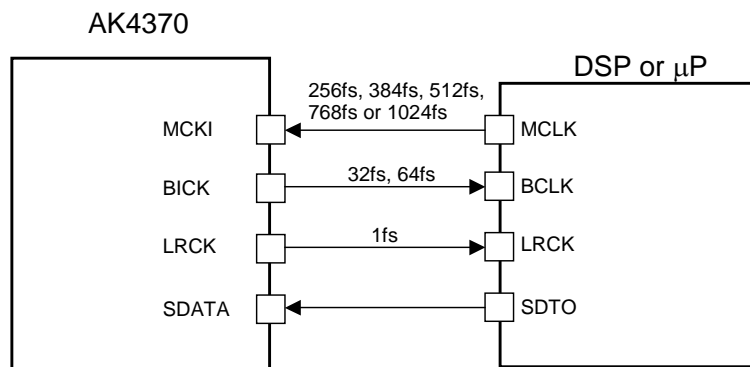 AK4370
DSP or μP
256fs, 384fs, 512fs,
768fs or 1024fs
MCKI
MCLK
32fs, 64fs
BICK
BCLK
1fs
LRCK
LRCK
SDATA
SDTO